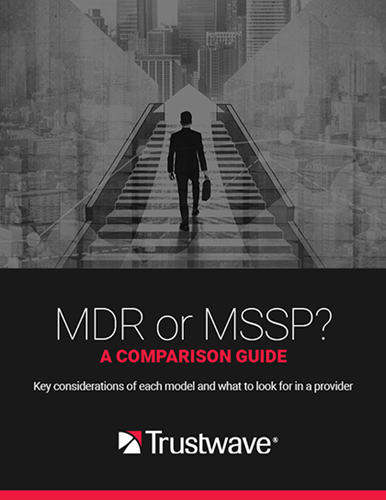 MDR or MSSP?
A COMPARISON GUIDE
Key considerations of each model and what to look for in a provider
Trustwave®